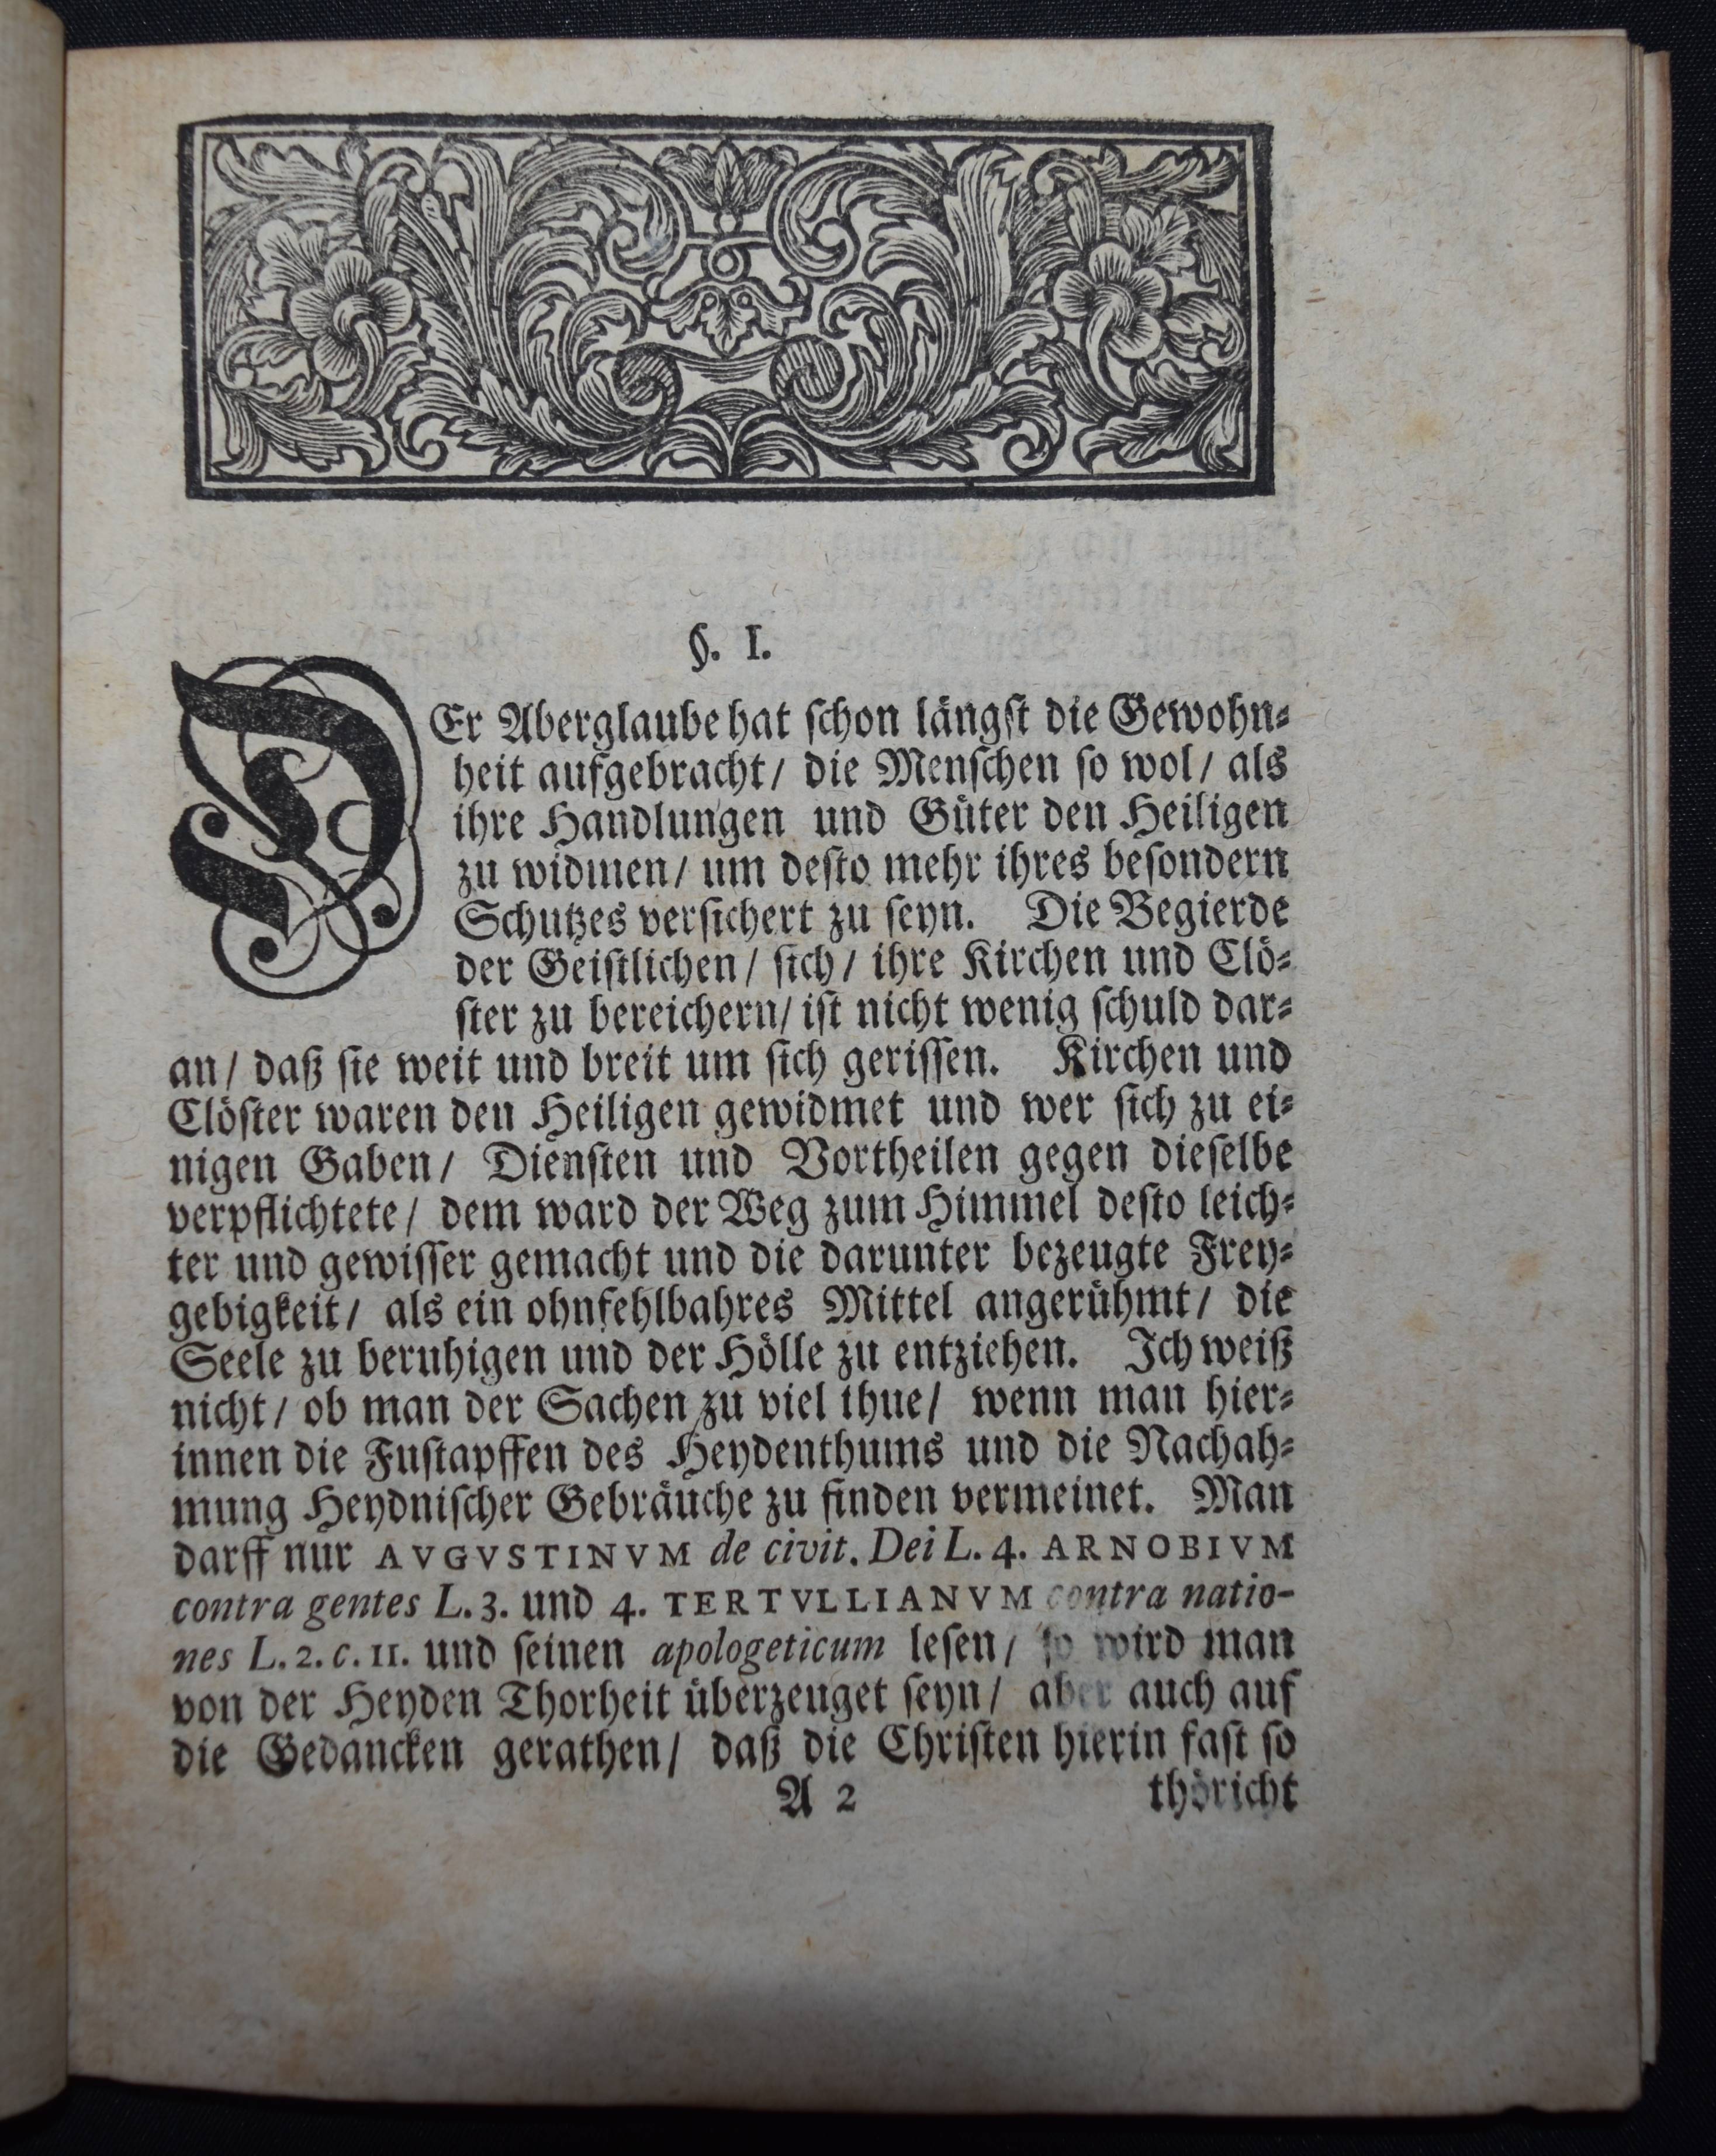 §. I.
DEr Aberglaube hat schon längst die Gewohn-
heit aufgebracht/ die Menschen so wol/ als
ihre Handlungen und Güter den Heiligen
zu widmen/ um desto mehr ihres besondern
Schutzes versichert zu seyn. Die Begierde
der Geistlichen/ sich/ ihre Kirchen und Clö-
ster zu bereichern/ ist nicht wenig schuld dar-
an/ daß sie weit und breit um sich gerissen. Kirchen und
Clöster waren den Heiligen gewidmet und wer sich zu ei-
nigen Gaben/ Diensten und Vortheilen gegen dieselbe
verpflichtete/ dem ward der Weg zum Himmel desto leich-
ter und gewisser gemacht und die darunter bezeugte Frey-
gebigkeit/ als ein ohnfehlbahres Mittel angerühmt/ die
Seele zu beruhigen und der Hölle zu entziehen. Ich weiß
nicht/ ob man der Sachen zu viel thue/ wenn man hier-
innen die Fustapffen des Heydenthums und die Nachah-
mung Heydnischer Gebräuche zu finden vermeinet. Man
darff nur AVGVSTINVM de civit. Dei L. 4. ARNOBIVM
contra gentes L. 3. und 4. TERTVLLIANVM contra natio-
nes L. 2. c. 11. und seinen apologeticum lesen/ so wird man
von der Heyden Thorheit überzeuget seyn/ aber auch auf
die Gedancken gerathen/ daß die Christen hierin fast so
A 2 thöricht